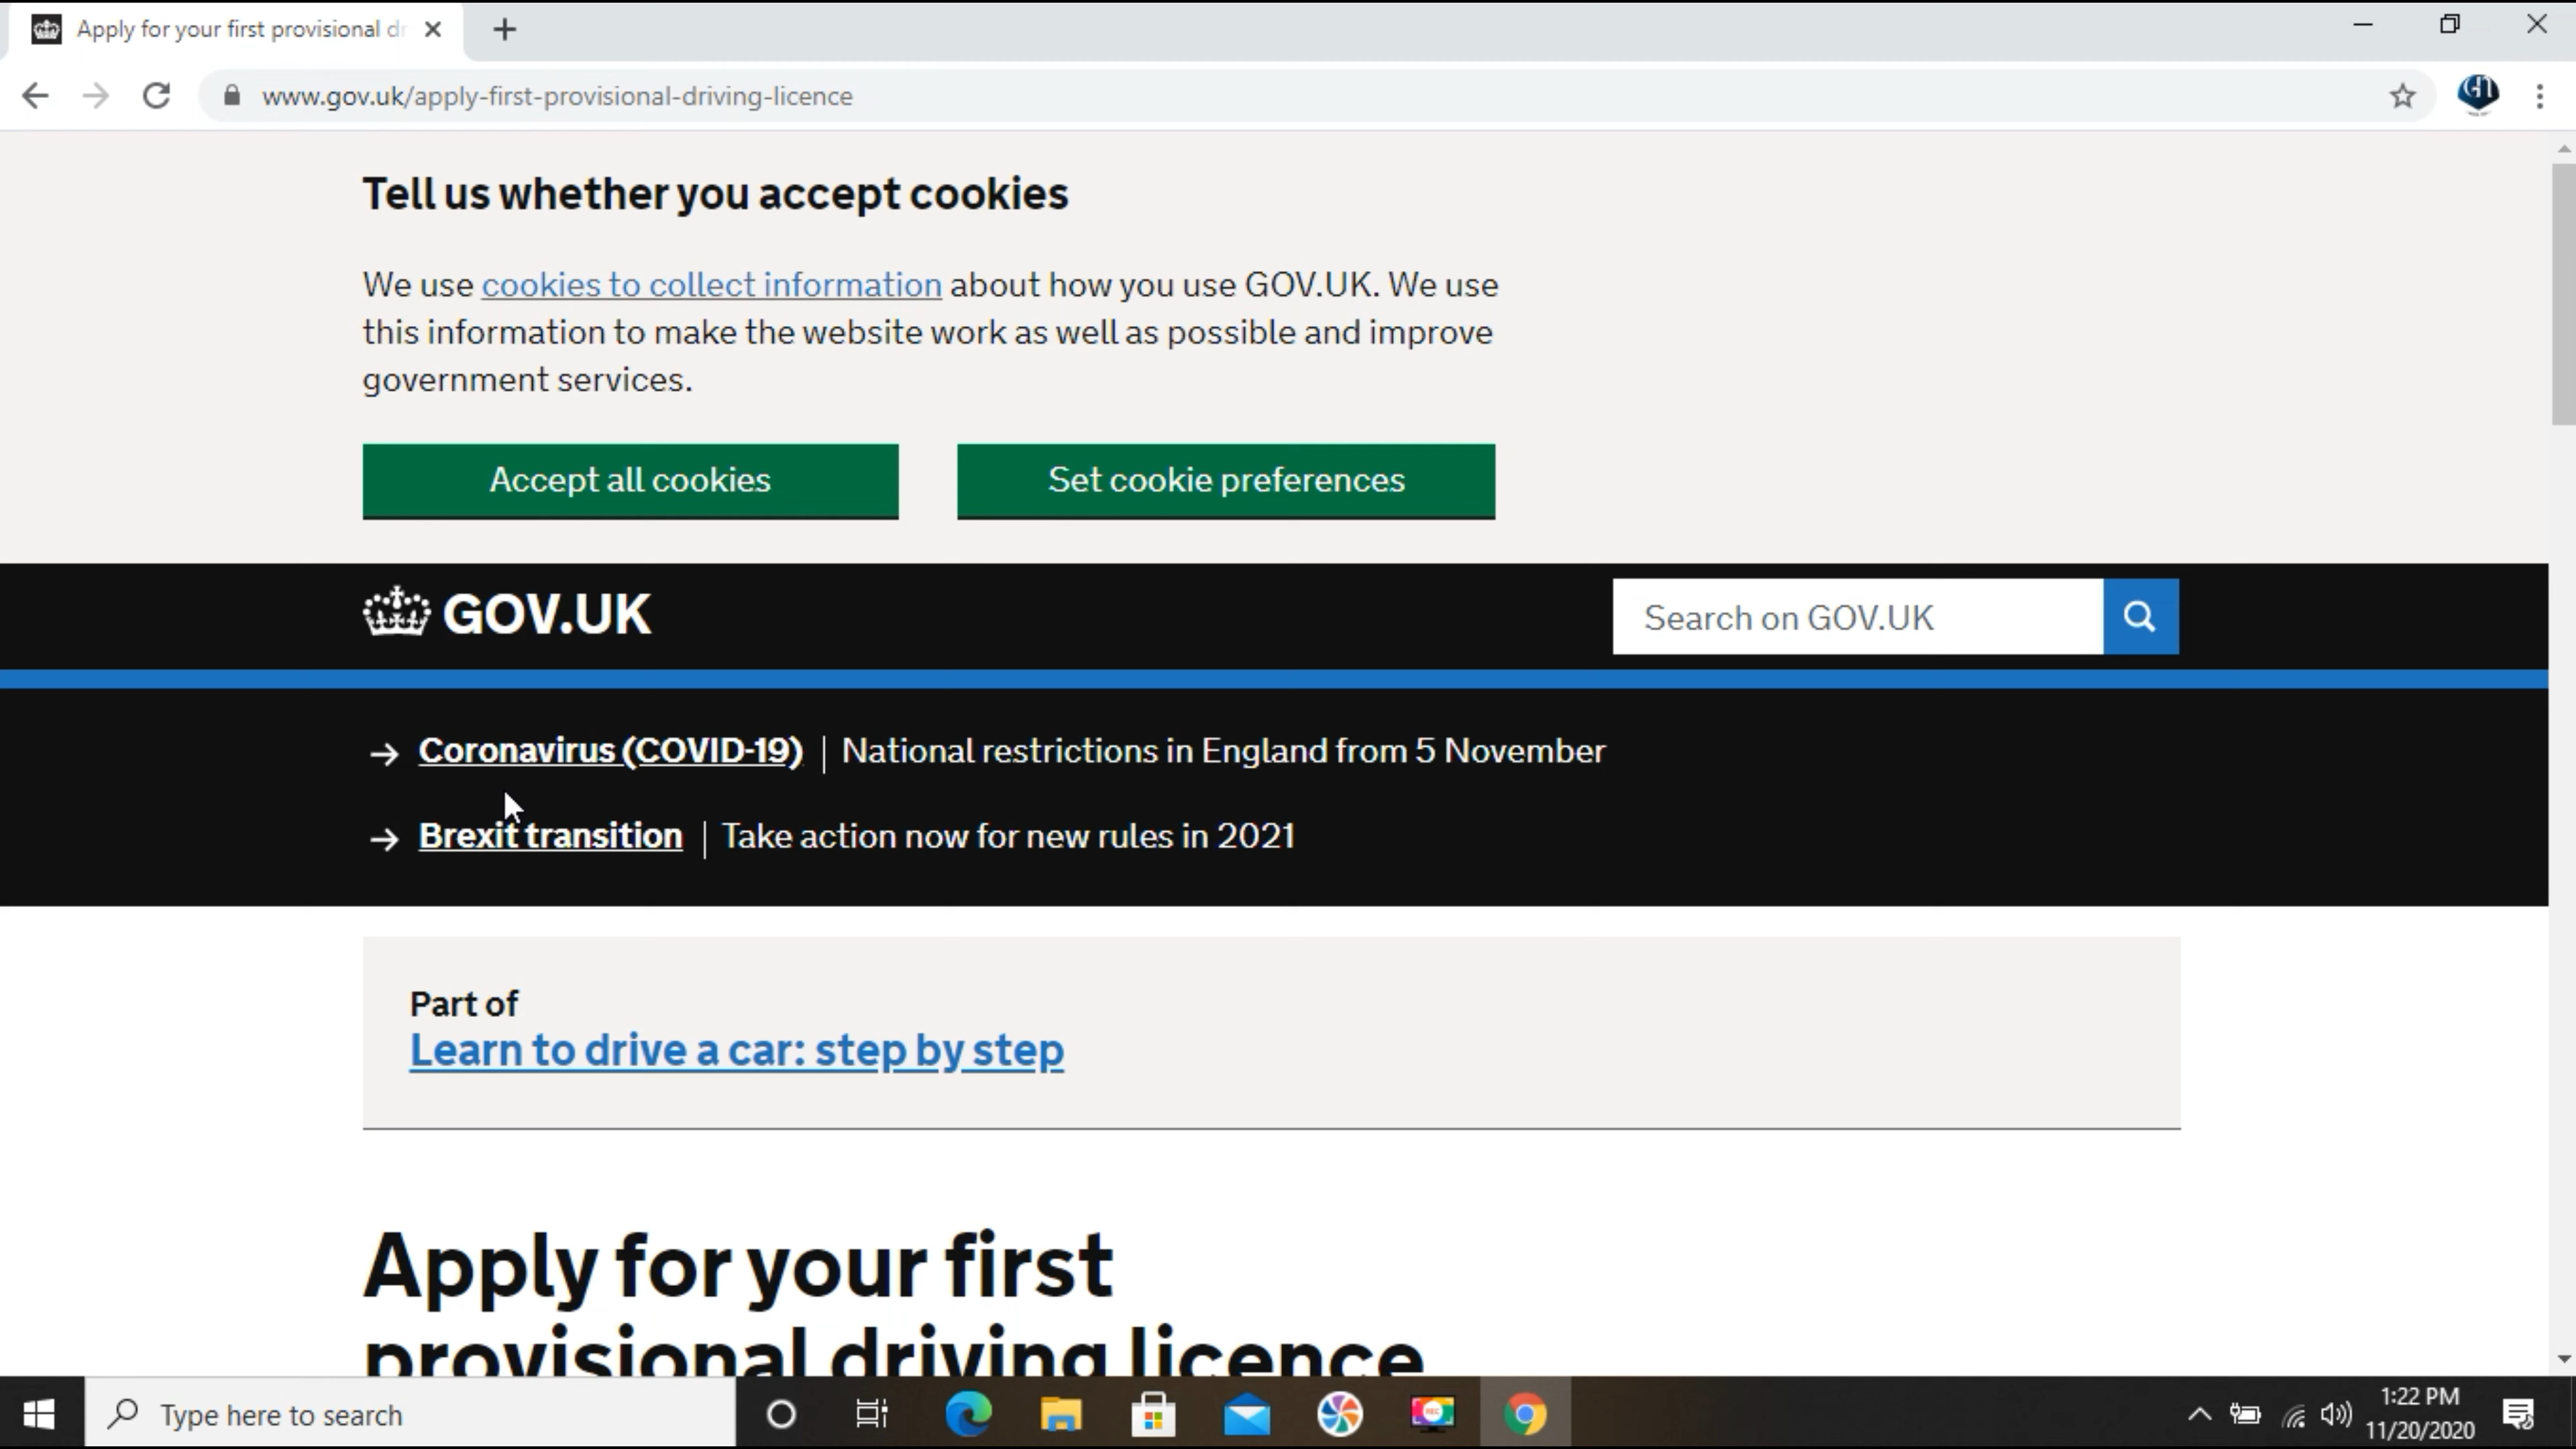 Apply for your first provisional dr
www.gov.uk/apply-first-provisional-driving-licence
Tell us whether you accept cookies
We use cookies to collect information about how you use GOV.UK. We use
this information to make the website work as well as possible and improve
government services.
Accept all cookies
Set cookie preferences
GOV.UK
Search on GOV.UK
Coronavirus (COVID-19) | National restrictions in England from 5 November
Brexit transition | Take action now for new rules in 2021
Part of
Learn to drive a car: step by step
Apply for your first
provisional driving licence
Type here to search
1:22 PM
11/20/2020